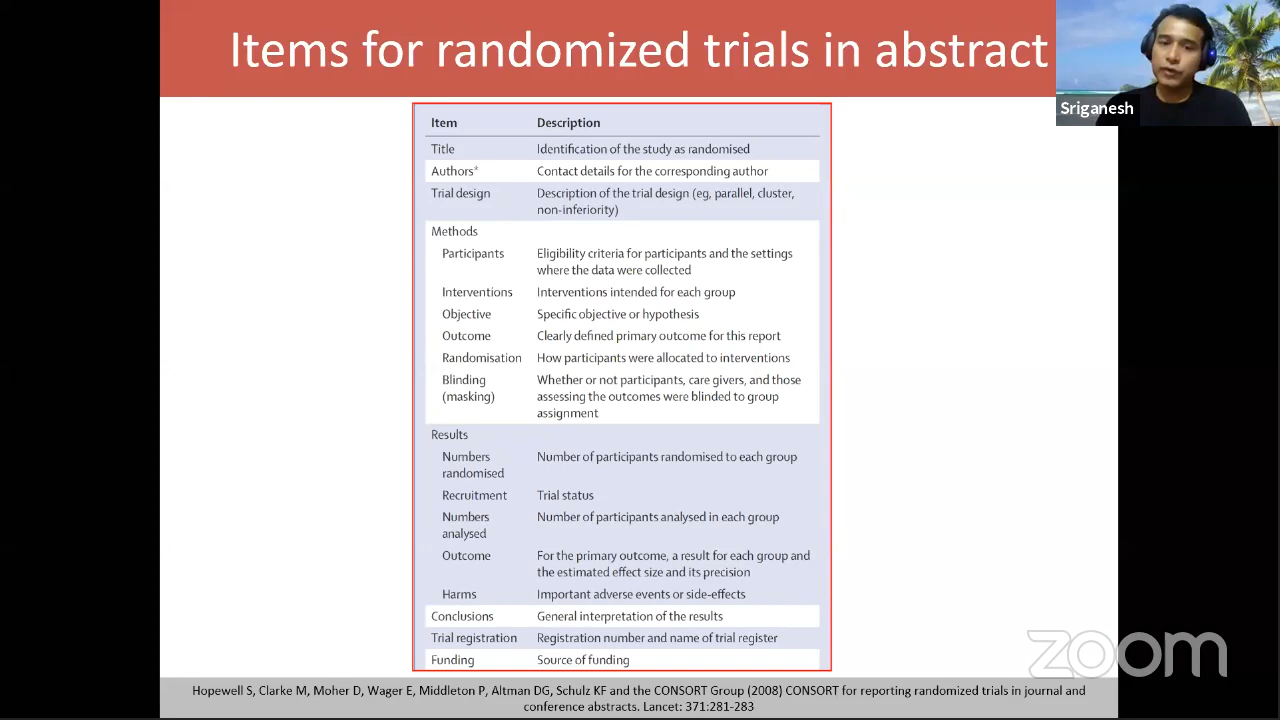 Items for randomized trials in abstract
Sriganesh
Item Description
Title Identification of the study as randomised
Authors* Contact details for the corresponding author
Trial design Description of the trial design (eg, parallel, cluster,
non-inferiority)
Methods
Participants Eligibility criteria for participants and the settings
where the data were collected
Interventions Interventions intended for each group
Objective Specific objective or hypothesis
Outcome Clearly defined primary outcome for this report
Randomisation How participants were allocated to interventions
Blinding Whether or not participants, care givers, and those
(masking) assessing the outcomes were blinded to group
assignment
Results
Numbers Number of participants randomised to each group
randomised
Recruitment Trial status
Numbers Number of participants analysed in each group
analysed
Outcome For the primary outcome, a result for each group and
the estimated effect size and its precision
Harms Important adverse events or side-effects
Conclusions General interpretation of the results
Trial registration Registration number and name of trial register
Funding Source of funding
zoom
Hopewell S, Clarke M, Moher D, Wager E, Middleton P, Altman DG, Schulz KF and the CONSORT Group (2008) CONSORT for reporting randomized trials in journal and
conference abstracts. Lancet: 371:281-283